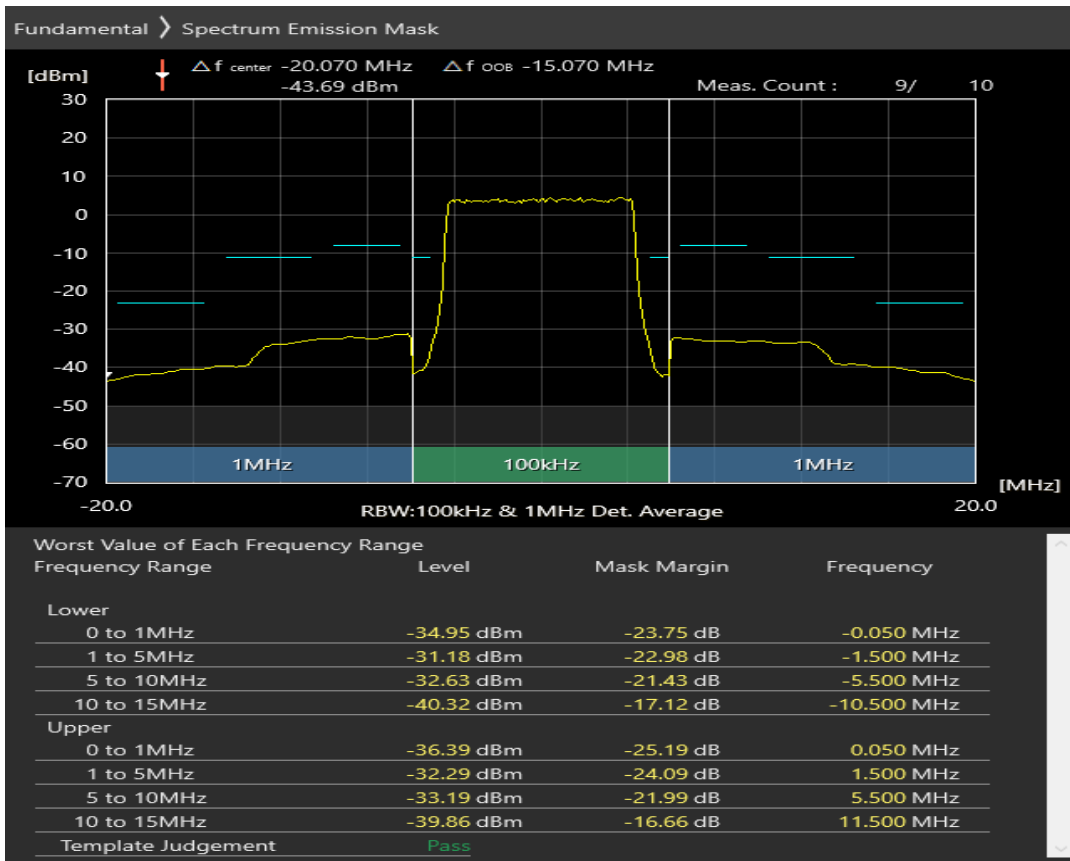 Fundamental ❯ Spectrum Emission Mask
[dBm]
△f center -20.070 MHz △f OOB -15.070 MHz
-43.69 dBm Meas. Count : 9/ 10
30
20
10
0
-10
-20
-30
-40
-50
-60
-70
1MHz 100kHz 1MHz
[MHz]
-20.0 RBW:100kHz & 1MHz Det. Average 20.0
Worst Value of Each Frequency Range
Frequency Range Level Mask Margin Frequency
Lower
0 to 1MHz -34.95 dBm -23.75 dB -0.050 MHz
1 to 5MHz -31.18 dBm -22.98 dB -1.500 MHz
5 to 10MHz -32.63 dBm -21.43 dB -5.500 MHz
10 to 15MHz -40.32 dBm -17.12 dB -10.500 MHz
Upper
0 to 1MHz -36.39 dBm -25.19 dB 0.050 MHz
1 to 5MHz -32.29 dBm -24.09 dB 1.500 MHz
5 to 10MHz -33.19 dBm -21.99 dB 5.500 MHz
10 to 15MHz -39.86 dBm -16.66 dB 11.500 MHz
Template Judgement Pass